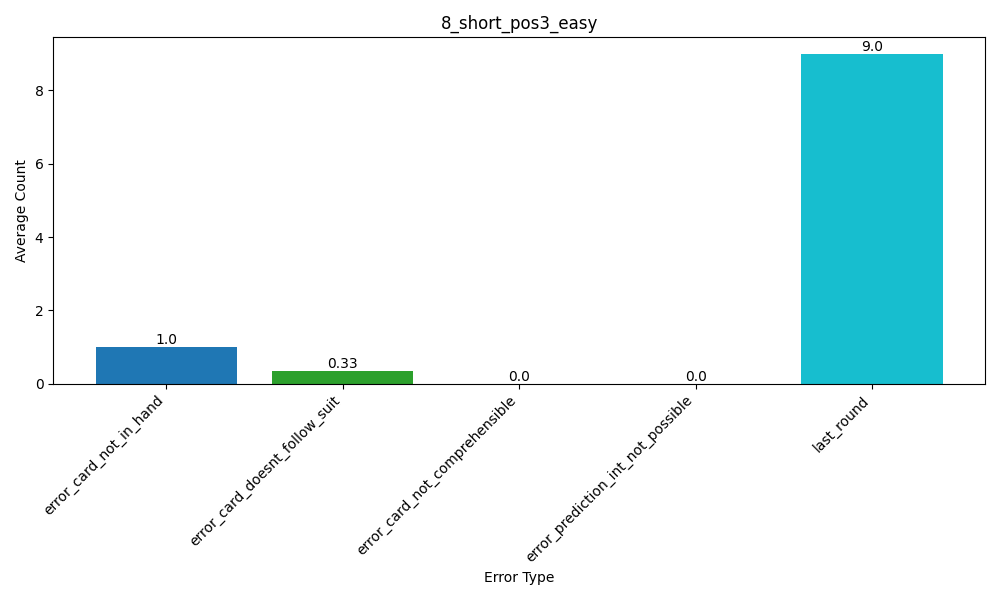 8_short_pos3_easy
Average Count
8
6
4
2
0
1.0
0.33
0.0
0.0
9.0
error_card_not_in_hand
error_card_doesnt_follow_suit
error_card_not_comprehensible
error_prediction_int_not_possible
last_round
Error Type